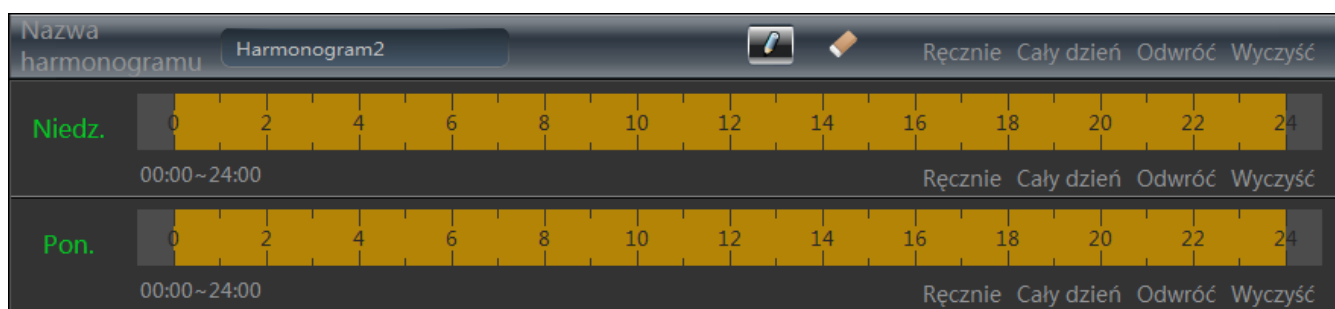 Nazwa
harmonogramu Harmonogram2 Ręcznie Cały dzień Odwróć Wyczyść
Niedz. 0 2 4 6 8 10 12 14 16 18 20 22 24
00:00~24:00 Ręcznie Cały dzień Odwróć Wyczyść
Pon. 0 2 4 6 8 10 12 14 16 18 20 22 24
00:00~24:00 Ręcznie Cały dzień Odwróć Wyczyść